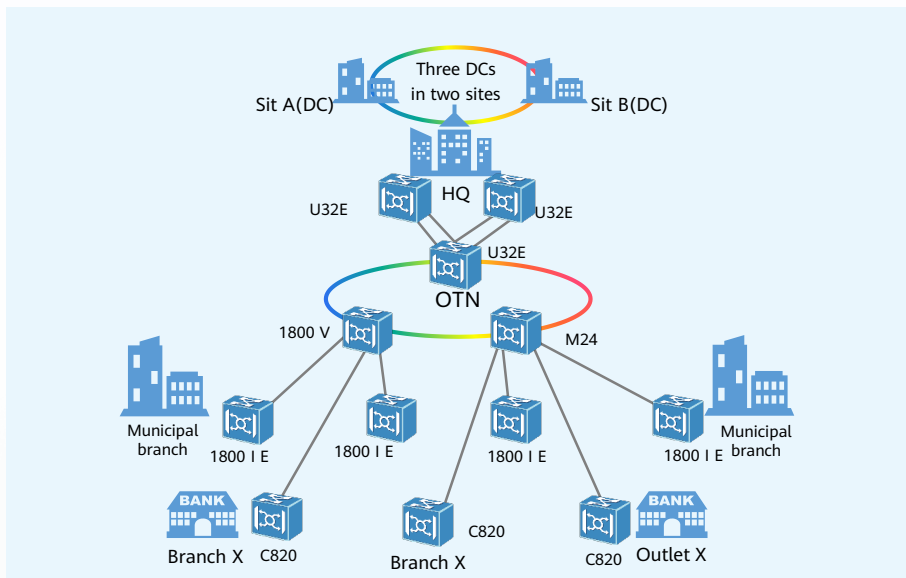 Three DCs
in two sites
Sit A(DC)
Sit B(DC)
HQ
U32E
U32E
U32E
OTN
1800 V
M24
Municipal
branch
1800 I E
1800 I E
1800 I E
1800 I E
Municipal
branch
BANK
Branch X
C820
Branch X
C820
C820
BANK
Outlet X